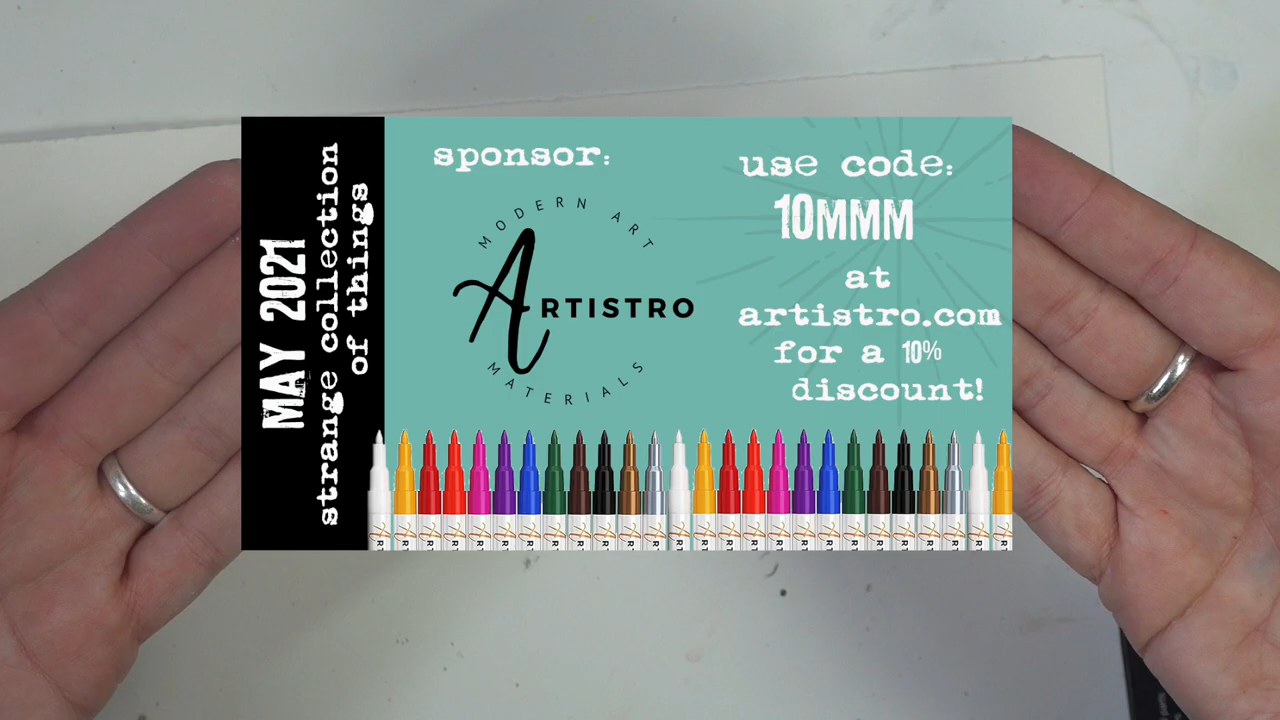 MAY 2021
strange collection
of things
sponsor:
MODERN ART
ARTISTRO
MATERIALS
use code:
10MMM
at
artistro.com
for a 10%
discount!